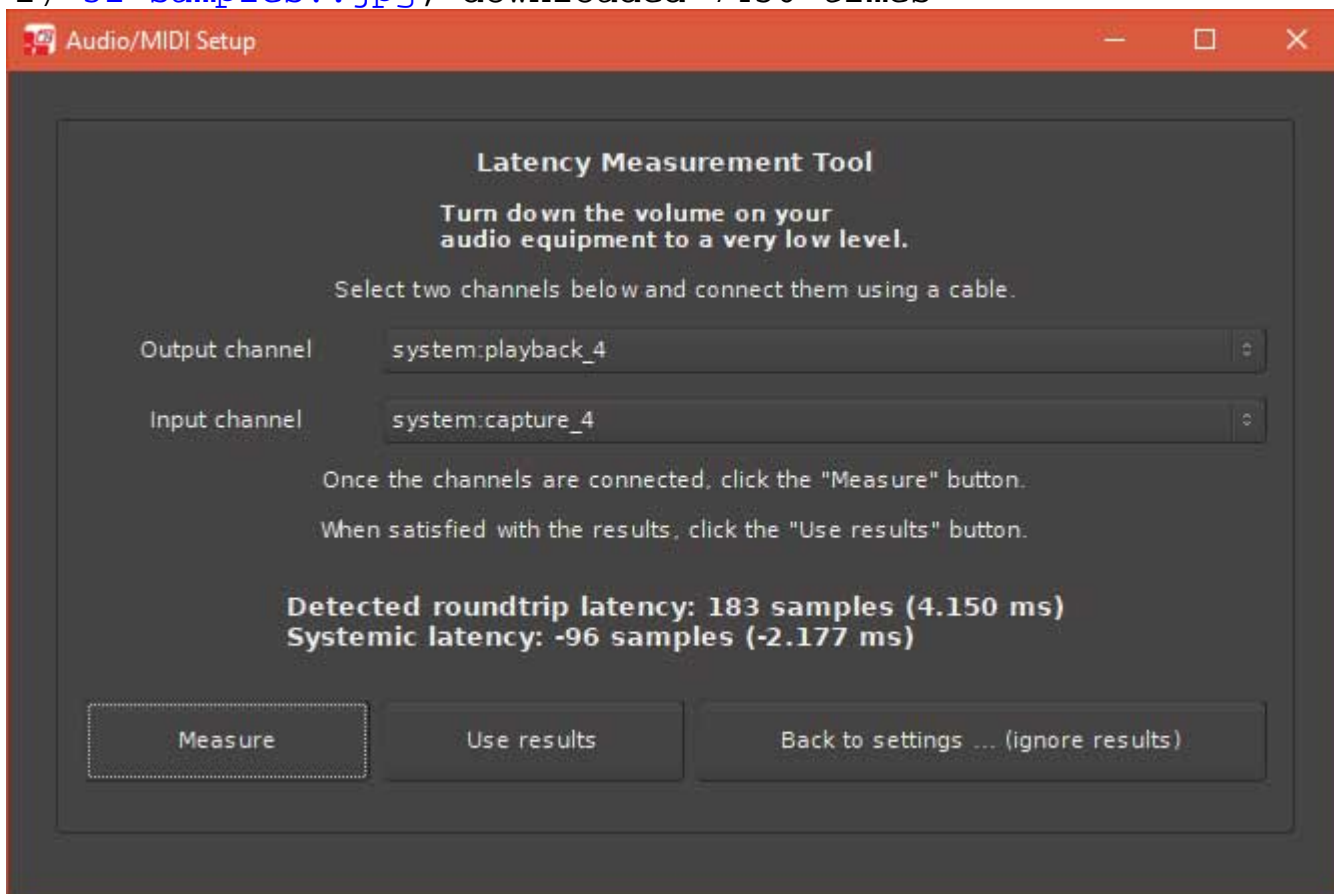 Audio/MIDI Setup
Latency Measurement Tool
Turn down the volume on your
audio equipment to a very low level.
Select two channels below and connect them using a cable.
Output channel system:playback_4
Input channel system:capture_4
Once the channels are connected, click the "Measure" button.
When satisfied with the results, click the "Use results" button.
Detected roundtrip latency: 183 samples (4.150 ms)
Systemic latency: -96 samples (-2.177 ms)
Measure Use results Back to settings ... (ignore results)